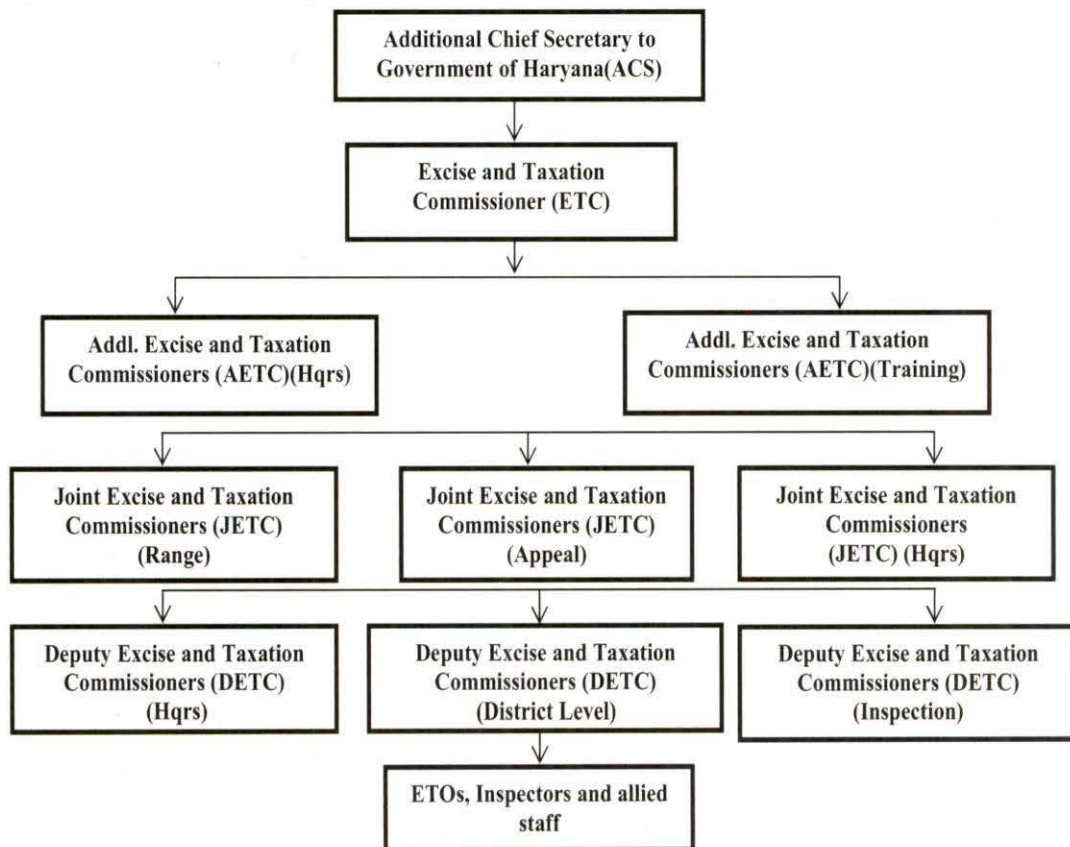 Additional Chief Secretary to
Government of Haryana(ACS)
Excise and Taxation
Commissioner (ETC)
Addl. Excise and Taxation
Commissioners (AETC)(Hqrs)
Addl. Excise and Taxation
Commissioners (AETC)(Training)
Joint Excise and Taxation
Commissioners (JETC)
(Range)
Joint Excise and Taxation
Commissioners (JETC)
(Appeal)
Joint Excise and Taxation
Commissioners
(JETC) (Hqrs)
Deputy Excise and Taxation
Commissioners (DETC)
(Hqrs)
Deputy Excise and Taxation
Commissioners (DETC)
(District Level)
Deputy Excise and Taxation
Commissioners (DETC)
(Inspection)
ETOs, Inspectors and allied
staff